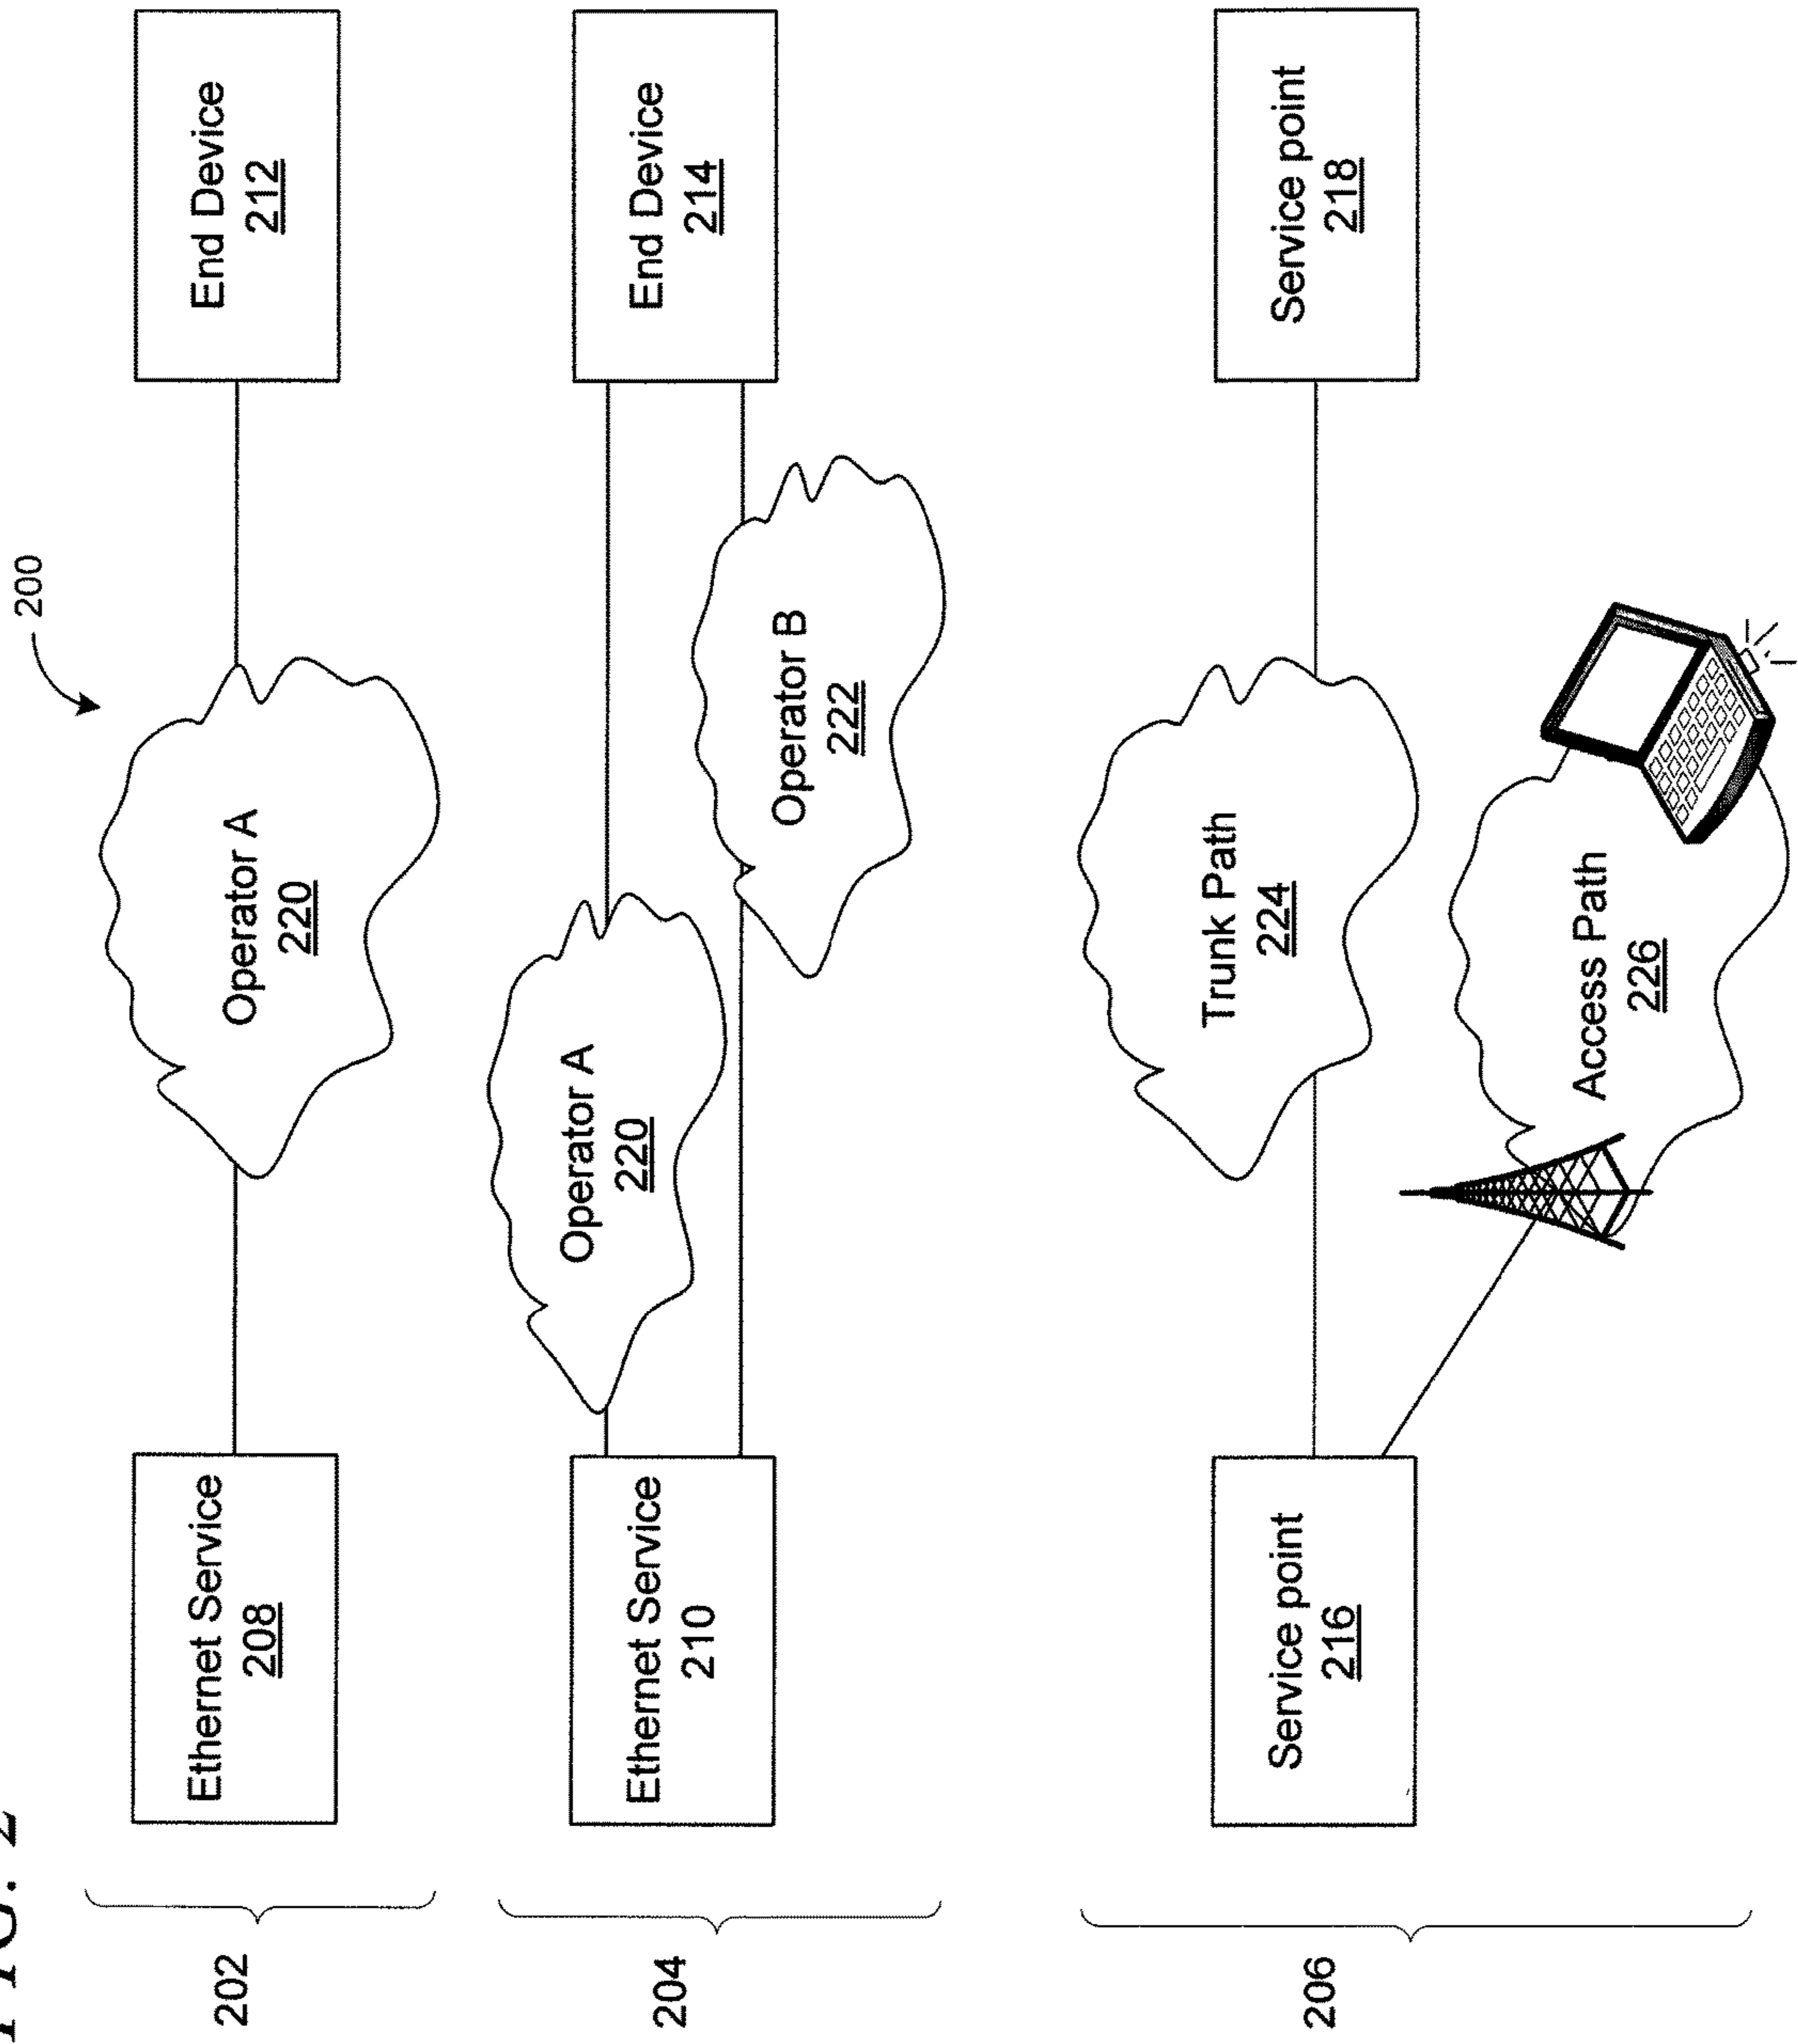 FIG. 2
200
202
Ethernet Service
208
Operator A
220
End Device
212
204
Ethernet Service
210
Operator A
220
Operator B
222
End Device
214
206
Service point
216
Trunk Path
224
Service point
218
Access Path
226